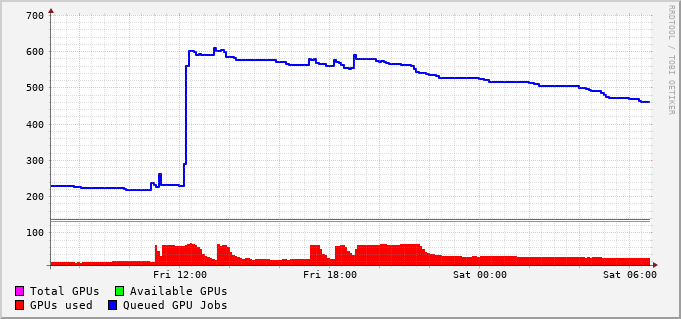 700
600
500
400
300
200
100
Fri 12:00 Fri 18:00 Sat 00:00 Sat 06:00
Total GPUs Available GPUs
GPUs used Queued GPU Jobs
RRDTOOL / TOBI OETIKER